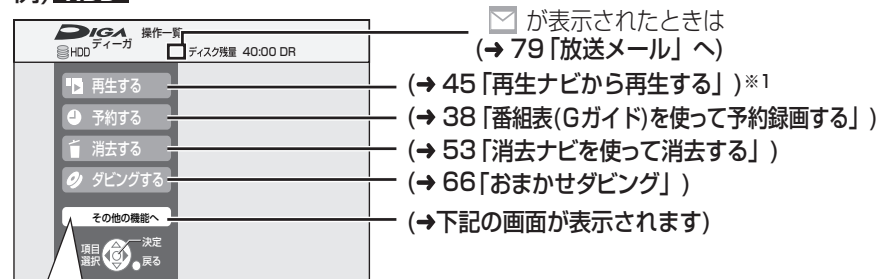 DIGA 操作一覧
HDD ディーガ
ディスク残量 40:00 DR
が表示されたときは
(➔ 79「放送メール」へ)
再生する
(➔ 45「再生ナビから再生する」)※1
予約する
(➔ 38「番組表(Gガイド)を使って予約録画する」)
消去する
(➔ 53「消去ナビを使って消去する」)
ダビングする
(➔ 66「おまかせダビング」)
その他の機能へ
(➔下記の画面が表示されます)
項目
選択
決定
戻る